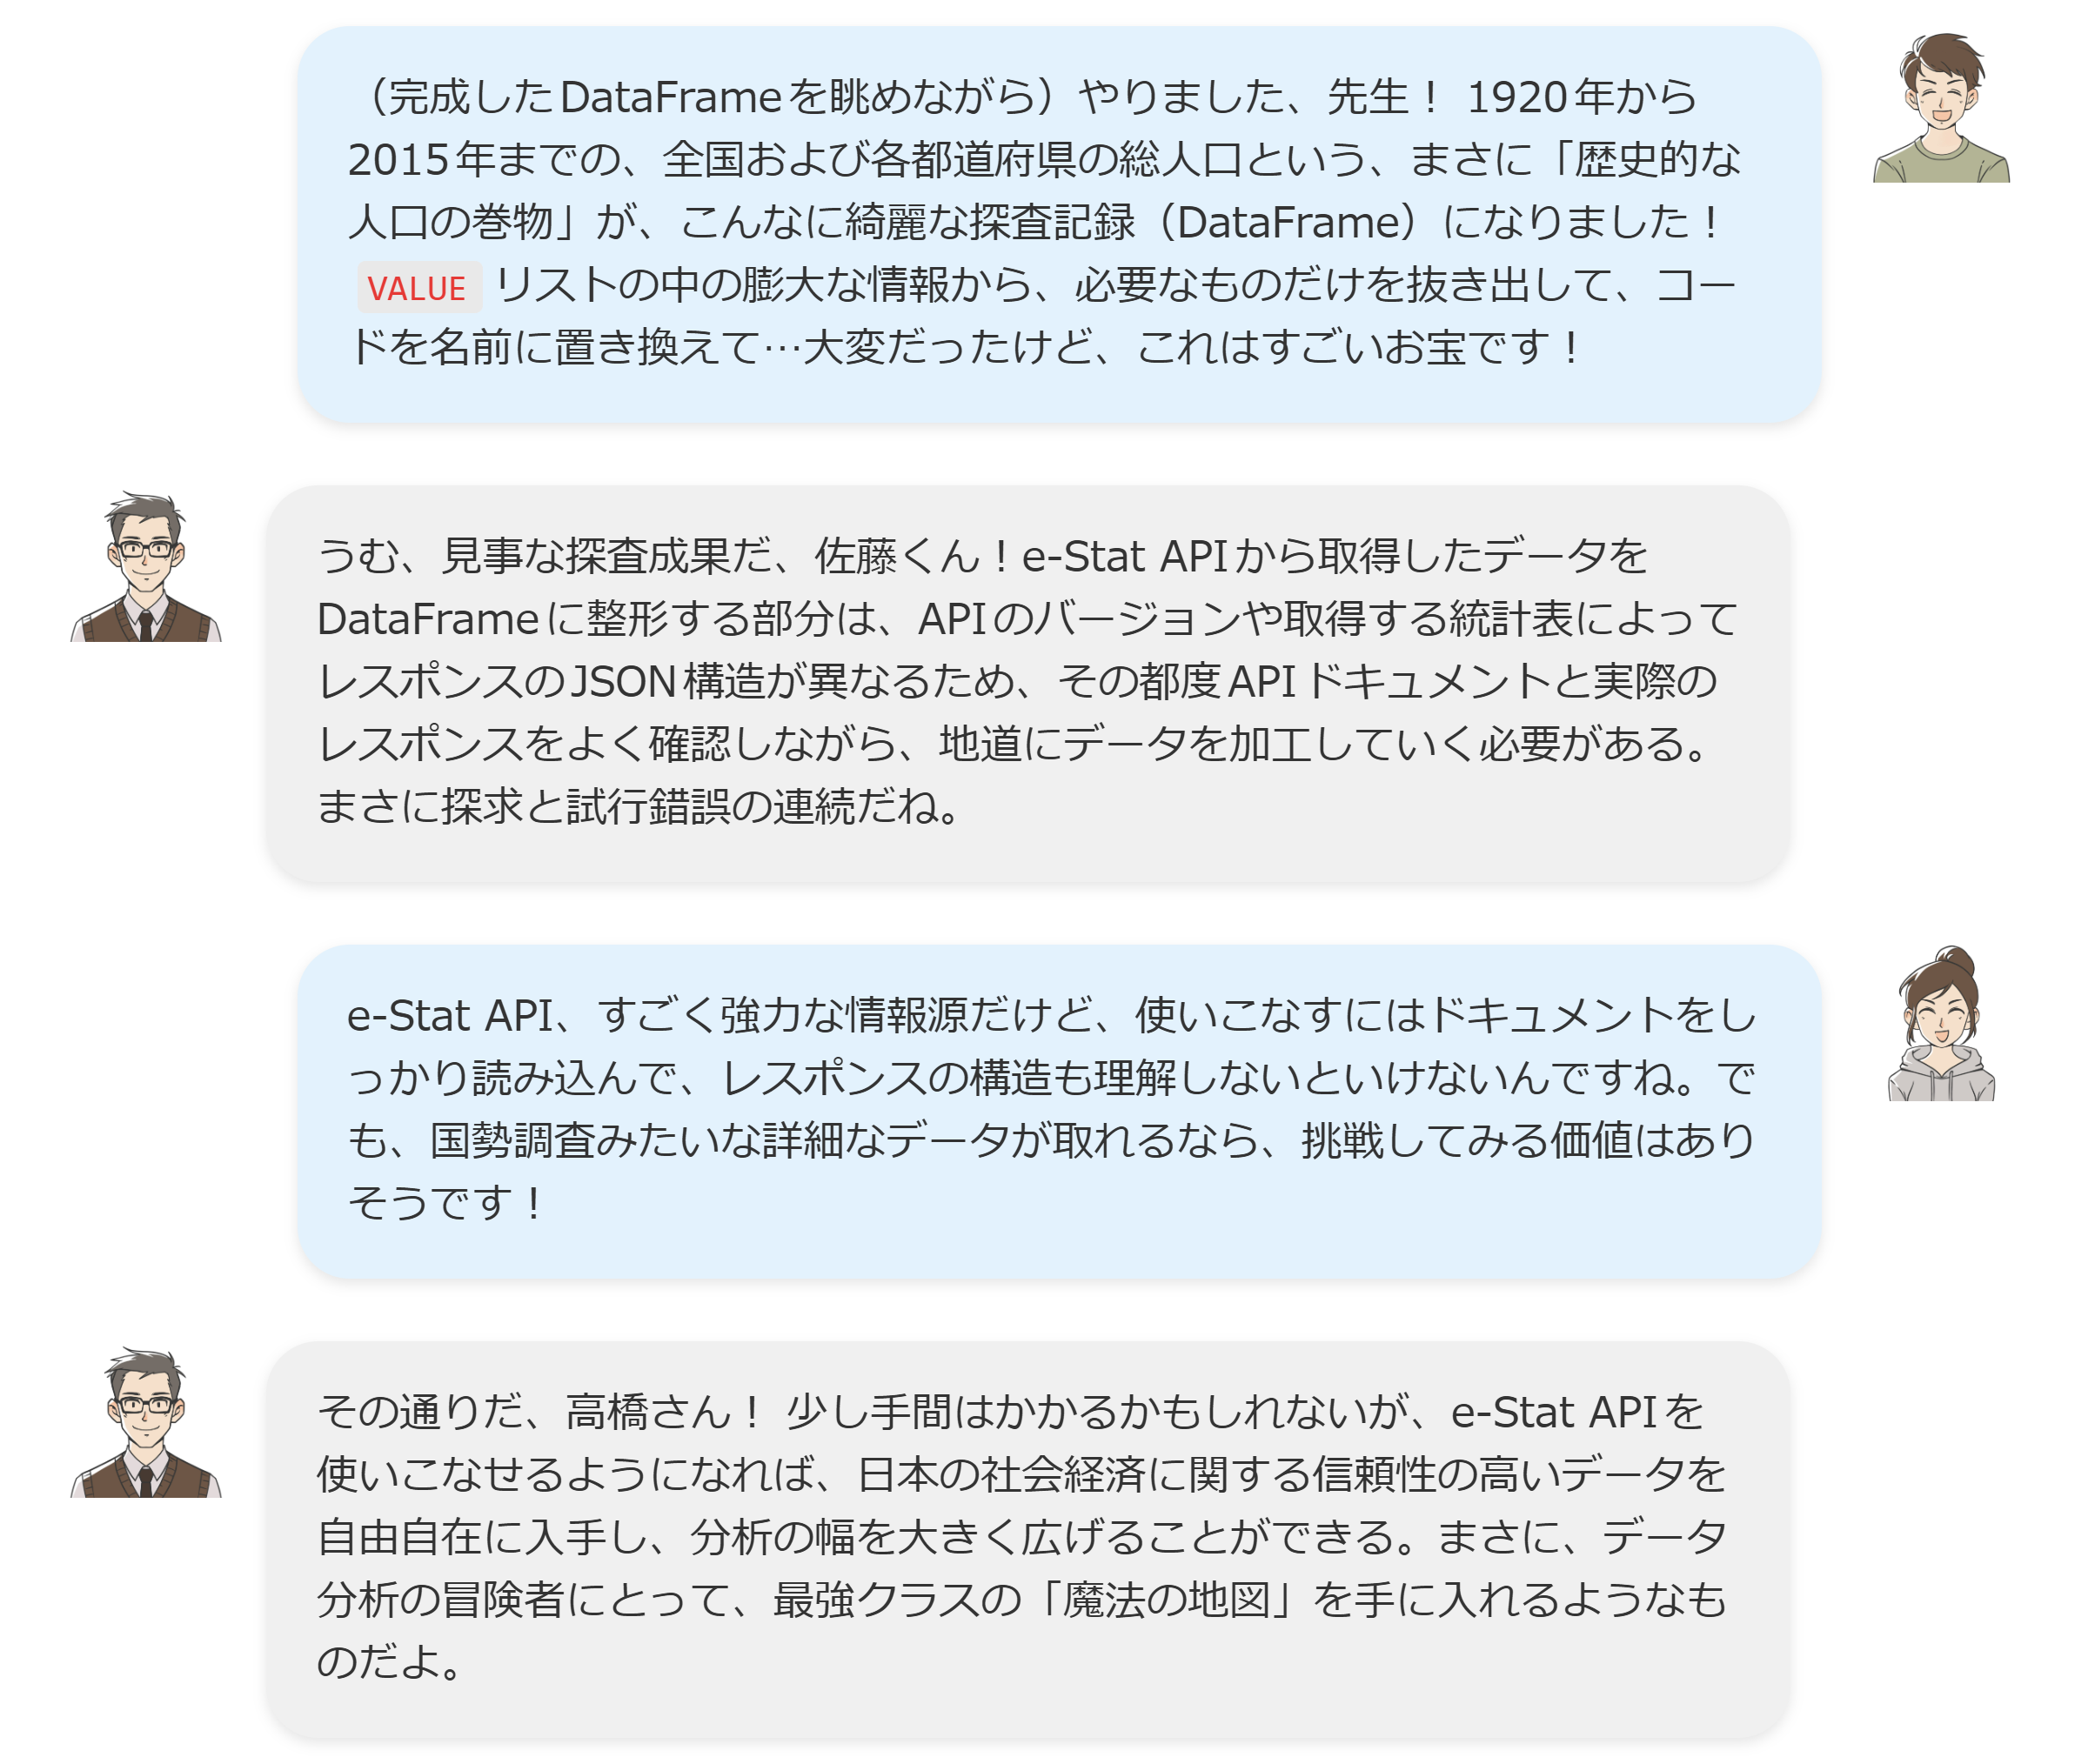 （完成したDataFrameを眺めながら）やりました、先生！ 1920年から
2015年までの、全国および各都道府県の総人口という、まさに「歴史的な
人口の巻物」が、こんなに綺麗な探査記録（DataFrame）になりました！
VALUE リストの中の膨大な情報から、必要なものだけを抜き出して、コー
ドを名前に置き換えて…大変だったけど、これはすごいお宝です！
うむ、見事な探査成果だ、佐藤くん！e-Stat APIから取得したデータを
DataFrameに整形する部分は、APIのバージョンや取得する統計表によって
レスポンスのJSON構造が異なるため、その都度APIドキュメントと実際の
レスポンスをよく確認しながら、地道にデータを加工していく必要がある。
まさに探求と試行錯誤の連続だね。
e-Stat API、すごく強力な情報源だけど、使いこなすにはドキュメントをし
っかり読み込んで、レスポンスの構造も理解しないといけないんですね。で
も、国勢調査みたいな詳細なデータが取れるなら、挑戦してみる価値はあり
そうです！
その通りだ、高橋さん！ 少し手間はかかるかもしれないが、e-Stat APIを
使いこなせるようになれば、日本の社会経済に関する信頼性の高いデータを
自由自在に入手し、分析の幅を大きく広げることができる。まさに、データ
分析の冒険者にとって、最強クラスの「魔法の地図」を手に入れるようなも
のだよ。